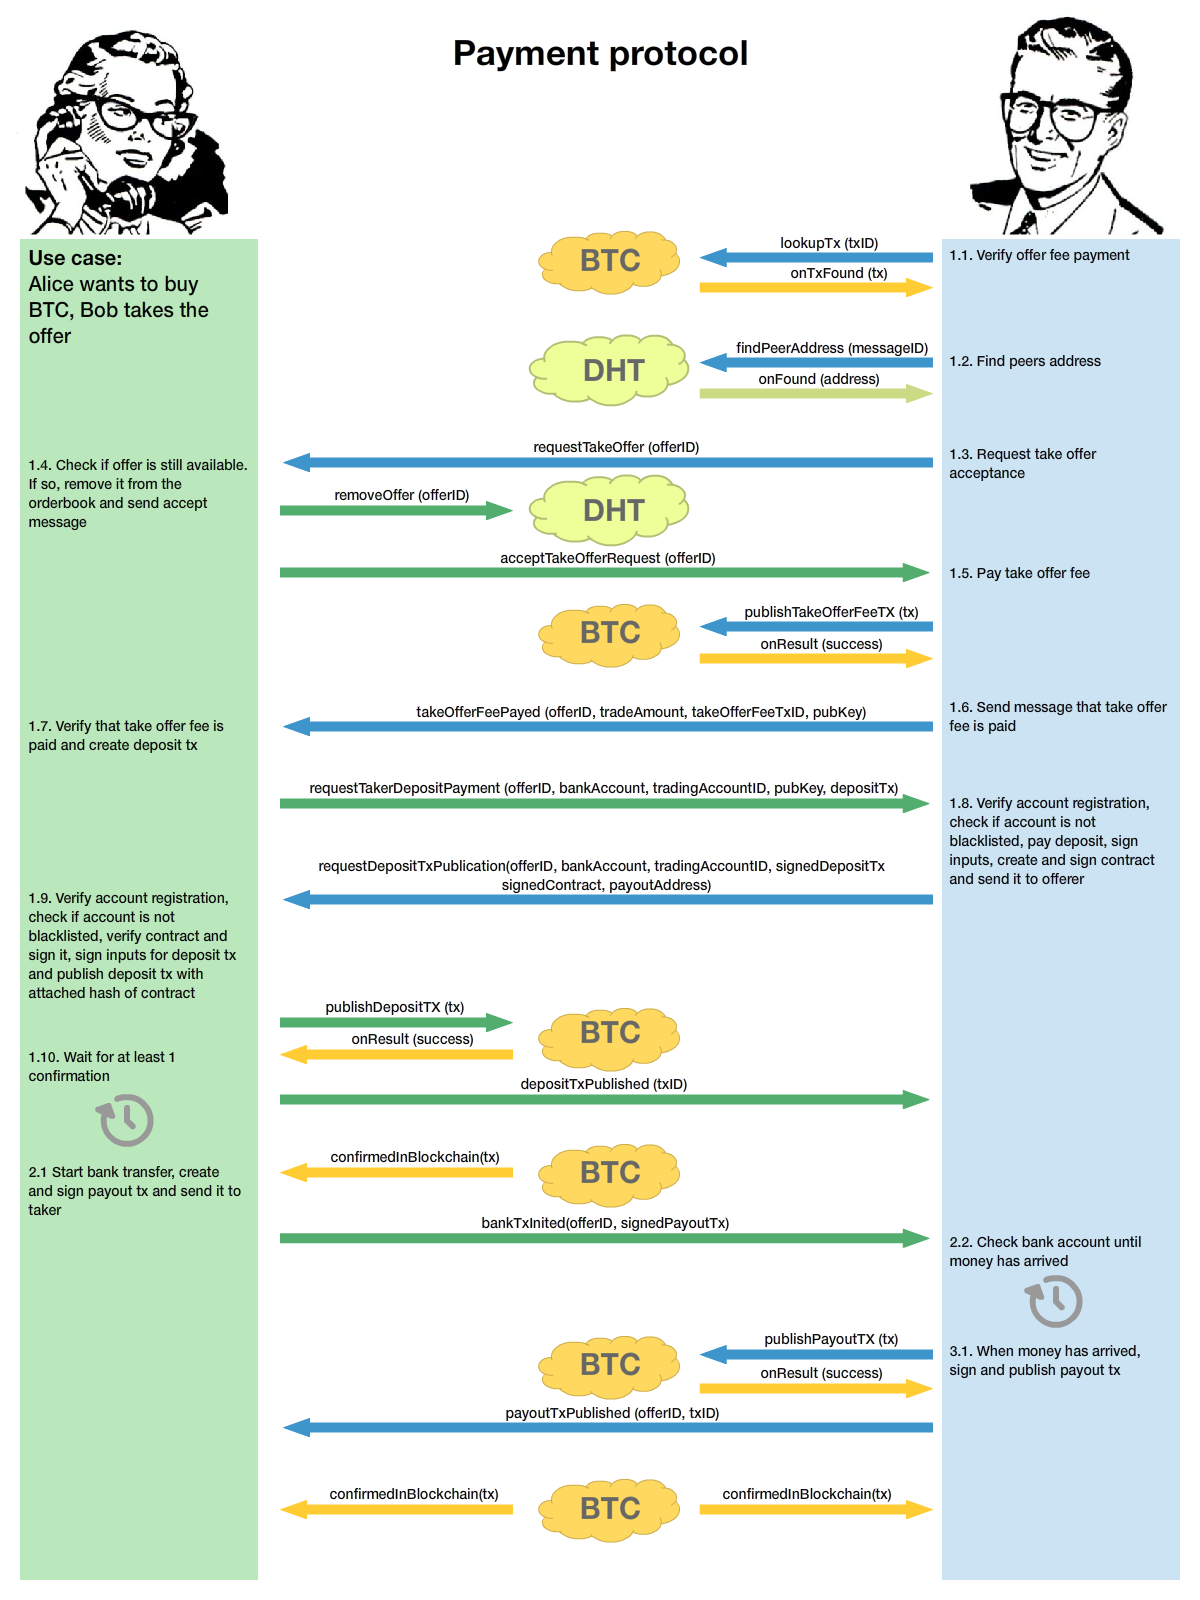 Payment protocol
Use case:
Alice wants to buy
BTC, Bob takes the
offer
BTC
lookupTx (txID)
onTxFound (tx)
1.1. Verify offer fee payment
DHT
findPeerAddress (messageID)
onFound (address)
1.2. Find peers address
requestTakeOffer (offerID)
1.3. Request take offer
acceptance
1.4. Check if offer is still available.
If so, remove it from the
orderbook and send accept
message
removeOffer (offerID)
DHT
acceptTakeOfferRequest (offerID)
1.5. Pay take offer fee
BTC
publishTakeOfferFeeTX (tx)
onResult (success)
1.6. Send message that take offer
fee is paid
takeOfferFeePayed (offerID, tradeAmount, takeOfferFeeTxID, pubKey)
1.7. Verify that take offer fee is
paid and create deposit tx
requestTakerDepositPayment (offerID, bankAccount, tradingAccountID, pubKey, depositTx)
1.8. Verify account registration,
check if account is not
blacklisted, pay deposit, sign
inputs, create and sign contract
and send it to offerer
requestDepositTxPublication(offerID, bankAccount, tradingAccountID, signedDepositTx
signedContract, payoutAddress)
1.9. Verify account registration,
check if account is not
blacklisted, verify contract and
sign it, sign inputs for deposit tx
and publish deposit tx with
attached hash of contract
publishDepositTX (tx)
onResult (success)
BTC
1.10. Wait for at least 1
confirmation
depositTxPublished (txID)
confirmedInBlockchain(tx)
BTC
2.1 Start bank transfer, create
and sign payout tx and send it to
taker
bankTxInited(offerID, signedPayoutTx)
2.2. Check bank account until
money has arrived
BTC
publishPayoutTX (tx)
onResult (success)
3.1. When money has arrived,
sign and publish payout tx
payoutTxPublished (offerID, txID)
confirmedInBlockchain(tx)
BTC
confirmedInBlockchain(tx)